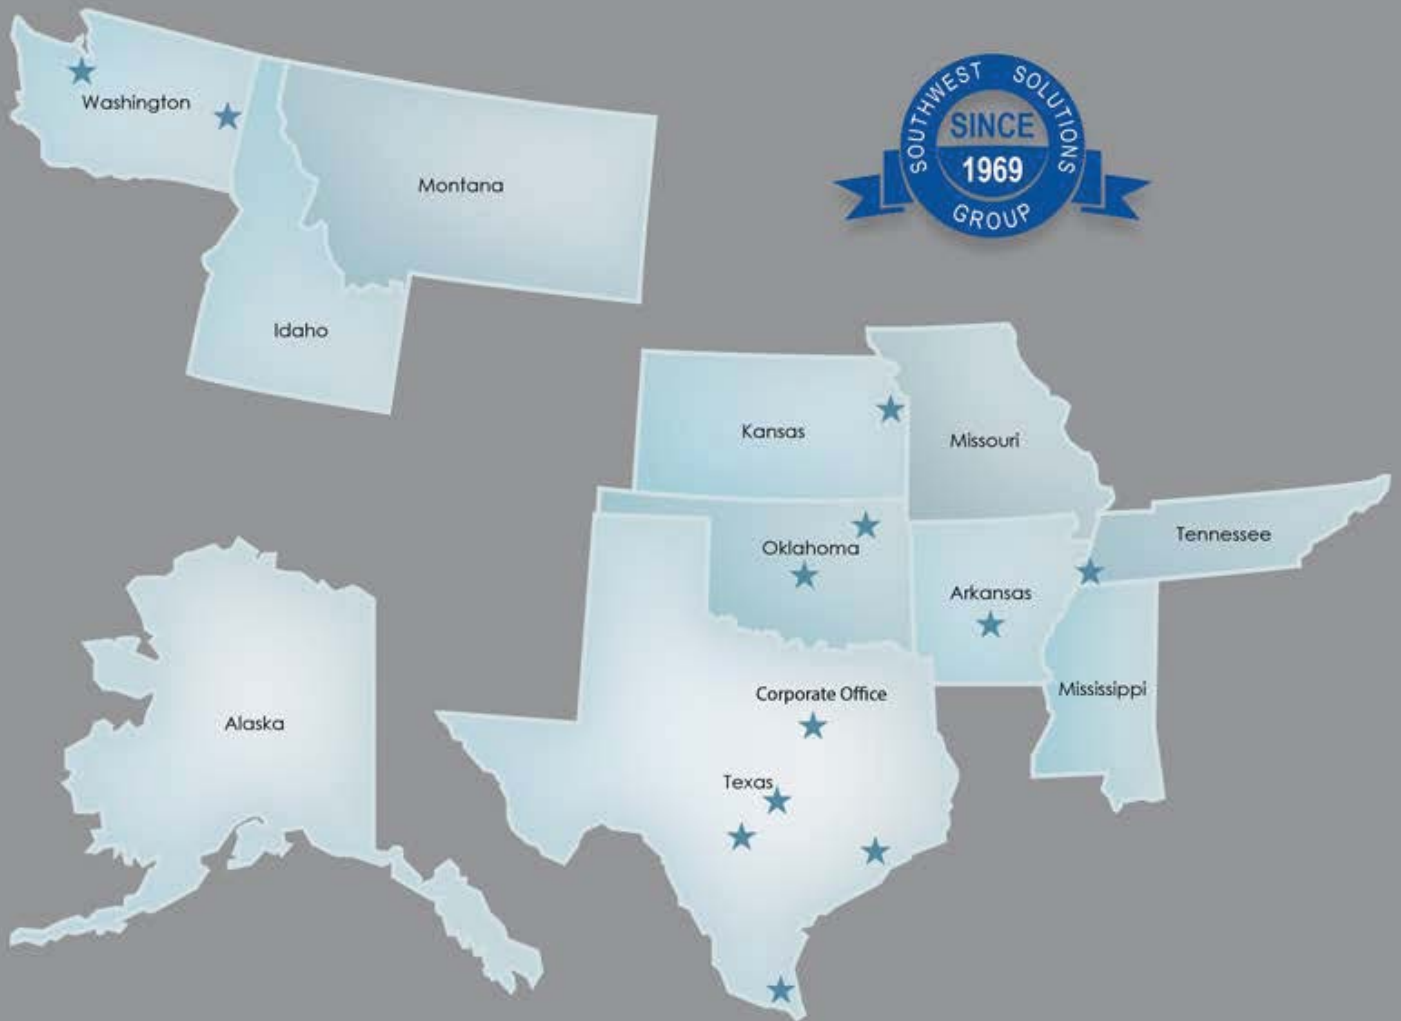 Washington
Montana
Idaho
SOUTHWEST SOLUTIONS
SINCE
1969
GROUP
Kansas
Missouri
Oklahoma
Tennessee
Arkansas
Mississippi
Corporate Office
Texas
Alaska